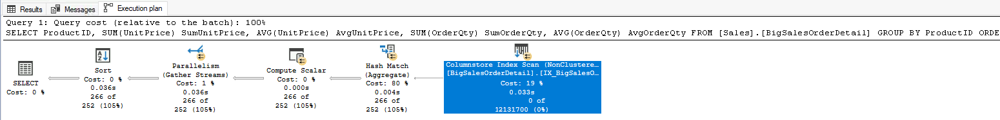 Results Messages Execution plan
Query 1: Query cost (relative to the batch): 100%
SELECT ProductID, SUM(UnitPrice) SumUnitPrice, AVG(UnitPrice) AvgUnitPrice, SUM(OrderQty) SumOrderQty, AVG(OrderQty) AvgOrderQty FROM [Sales].[BigSalesOrderDetail] GROUP BY ProductID ORDE
SELECT
Cost: 0 %
Sort
Cost: 0 %
0.036s
266 of
252 (105%)
Parallelism
(Gather Streams)
Cost: 1 %
0.036s
266 of
252 (105%)
Compute Scalar
Cost: 0 %
0.000s
266 of
252 (105%)
Hash Match
(Aggregate)
Cost: 80 %
0.004s
266 of
252 (105%)
Columnstore Index Scan (NonClustere…
[BigSalesOrderDetail].[IX_BigSalesO…
Cost: 19 %
0.033s
0 of
12131700 (0%)